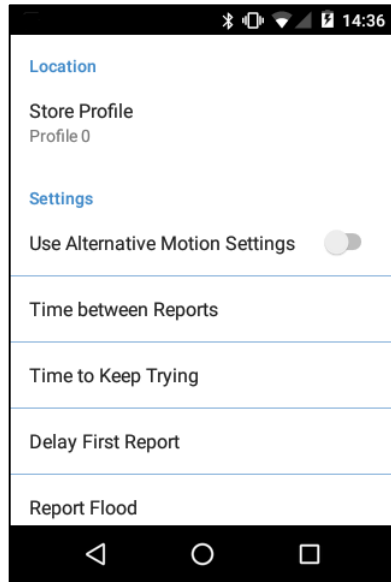 14:36
Location
Store Profile
Profile 0
Settings
Use Alternative Motion Settings
Time between Reports
Time to Keep Trying
Delay First Report
Report Flood